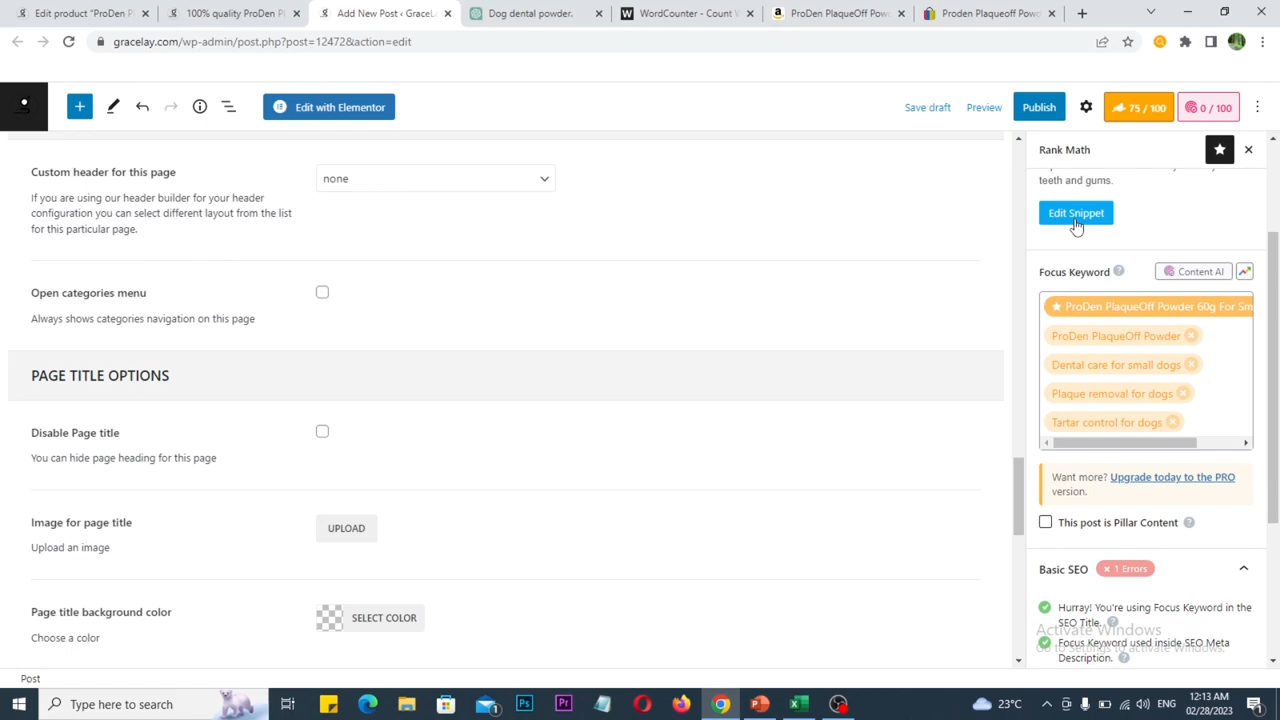 Edit product "ProDen P
100% quality ProDen Pl
Add New Post ‹ GraceLa
Dog dental powder.
WordCounter - Count W
ProDen PlaqueOff Powd
Proden Plaqueoff Powd
gracelay.com/wp-admin/post.php?post=12472&action=edit
Edit with Elementor
Save draft
Preview
Publish
75 / 100
0 / 100
Rank Math
teeth and gums.
Edit Snippet
Custom header for this page
none
If you are using our header builder for your header
configuration you can select different layout from the list
for this particular page.
Open categories menu
Always shows categories navigation on this page
PAGE TITLE OPTIONS
Disable Page title
You can hide page heading for this page
Image for page title
UPLOAD
Upload an image
Page title background color
SELECT COLOR
Choose a color
Focus Keyword
Content AI
ProDen PlaqueOff Powder 60g For Sm
ProDen PlaqueOff Powder
Dental care for small dogs
Plaque removal for dogs
Tartar control for dogs
Want more? Upgrade today to the PRO
version.
This post is Pillar Content
Basic SEO
× 1 Errors
Hurray! You're using Focus Keyword in the
SEO Title.
Focus Keyword used inside SEO Meta
Description.
Activate Windows
Go to Settings to activate Windows.
Post
Type here to search
23°C
ENG
12:13 AM
02/28/2023